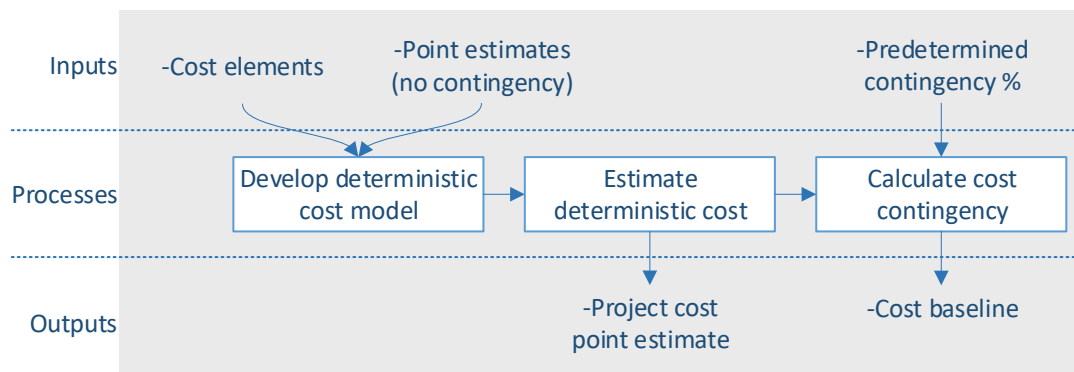 Inputs
-Cost elements
-Point estimates
(no contingency)
-Predetermined
contingency %
Processes
Develop deterministic
cost model
Estimate
deterministic cost
Calculate cost
contingency
Outputs
-Project cost
point estimate
-Cost baseline